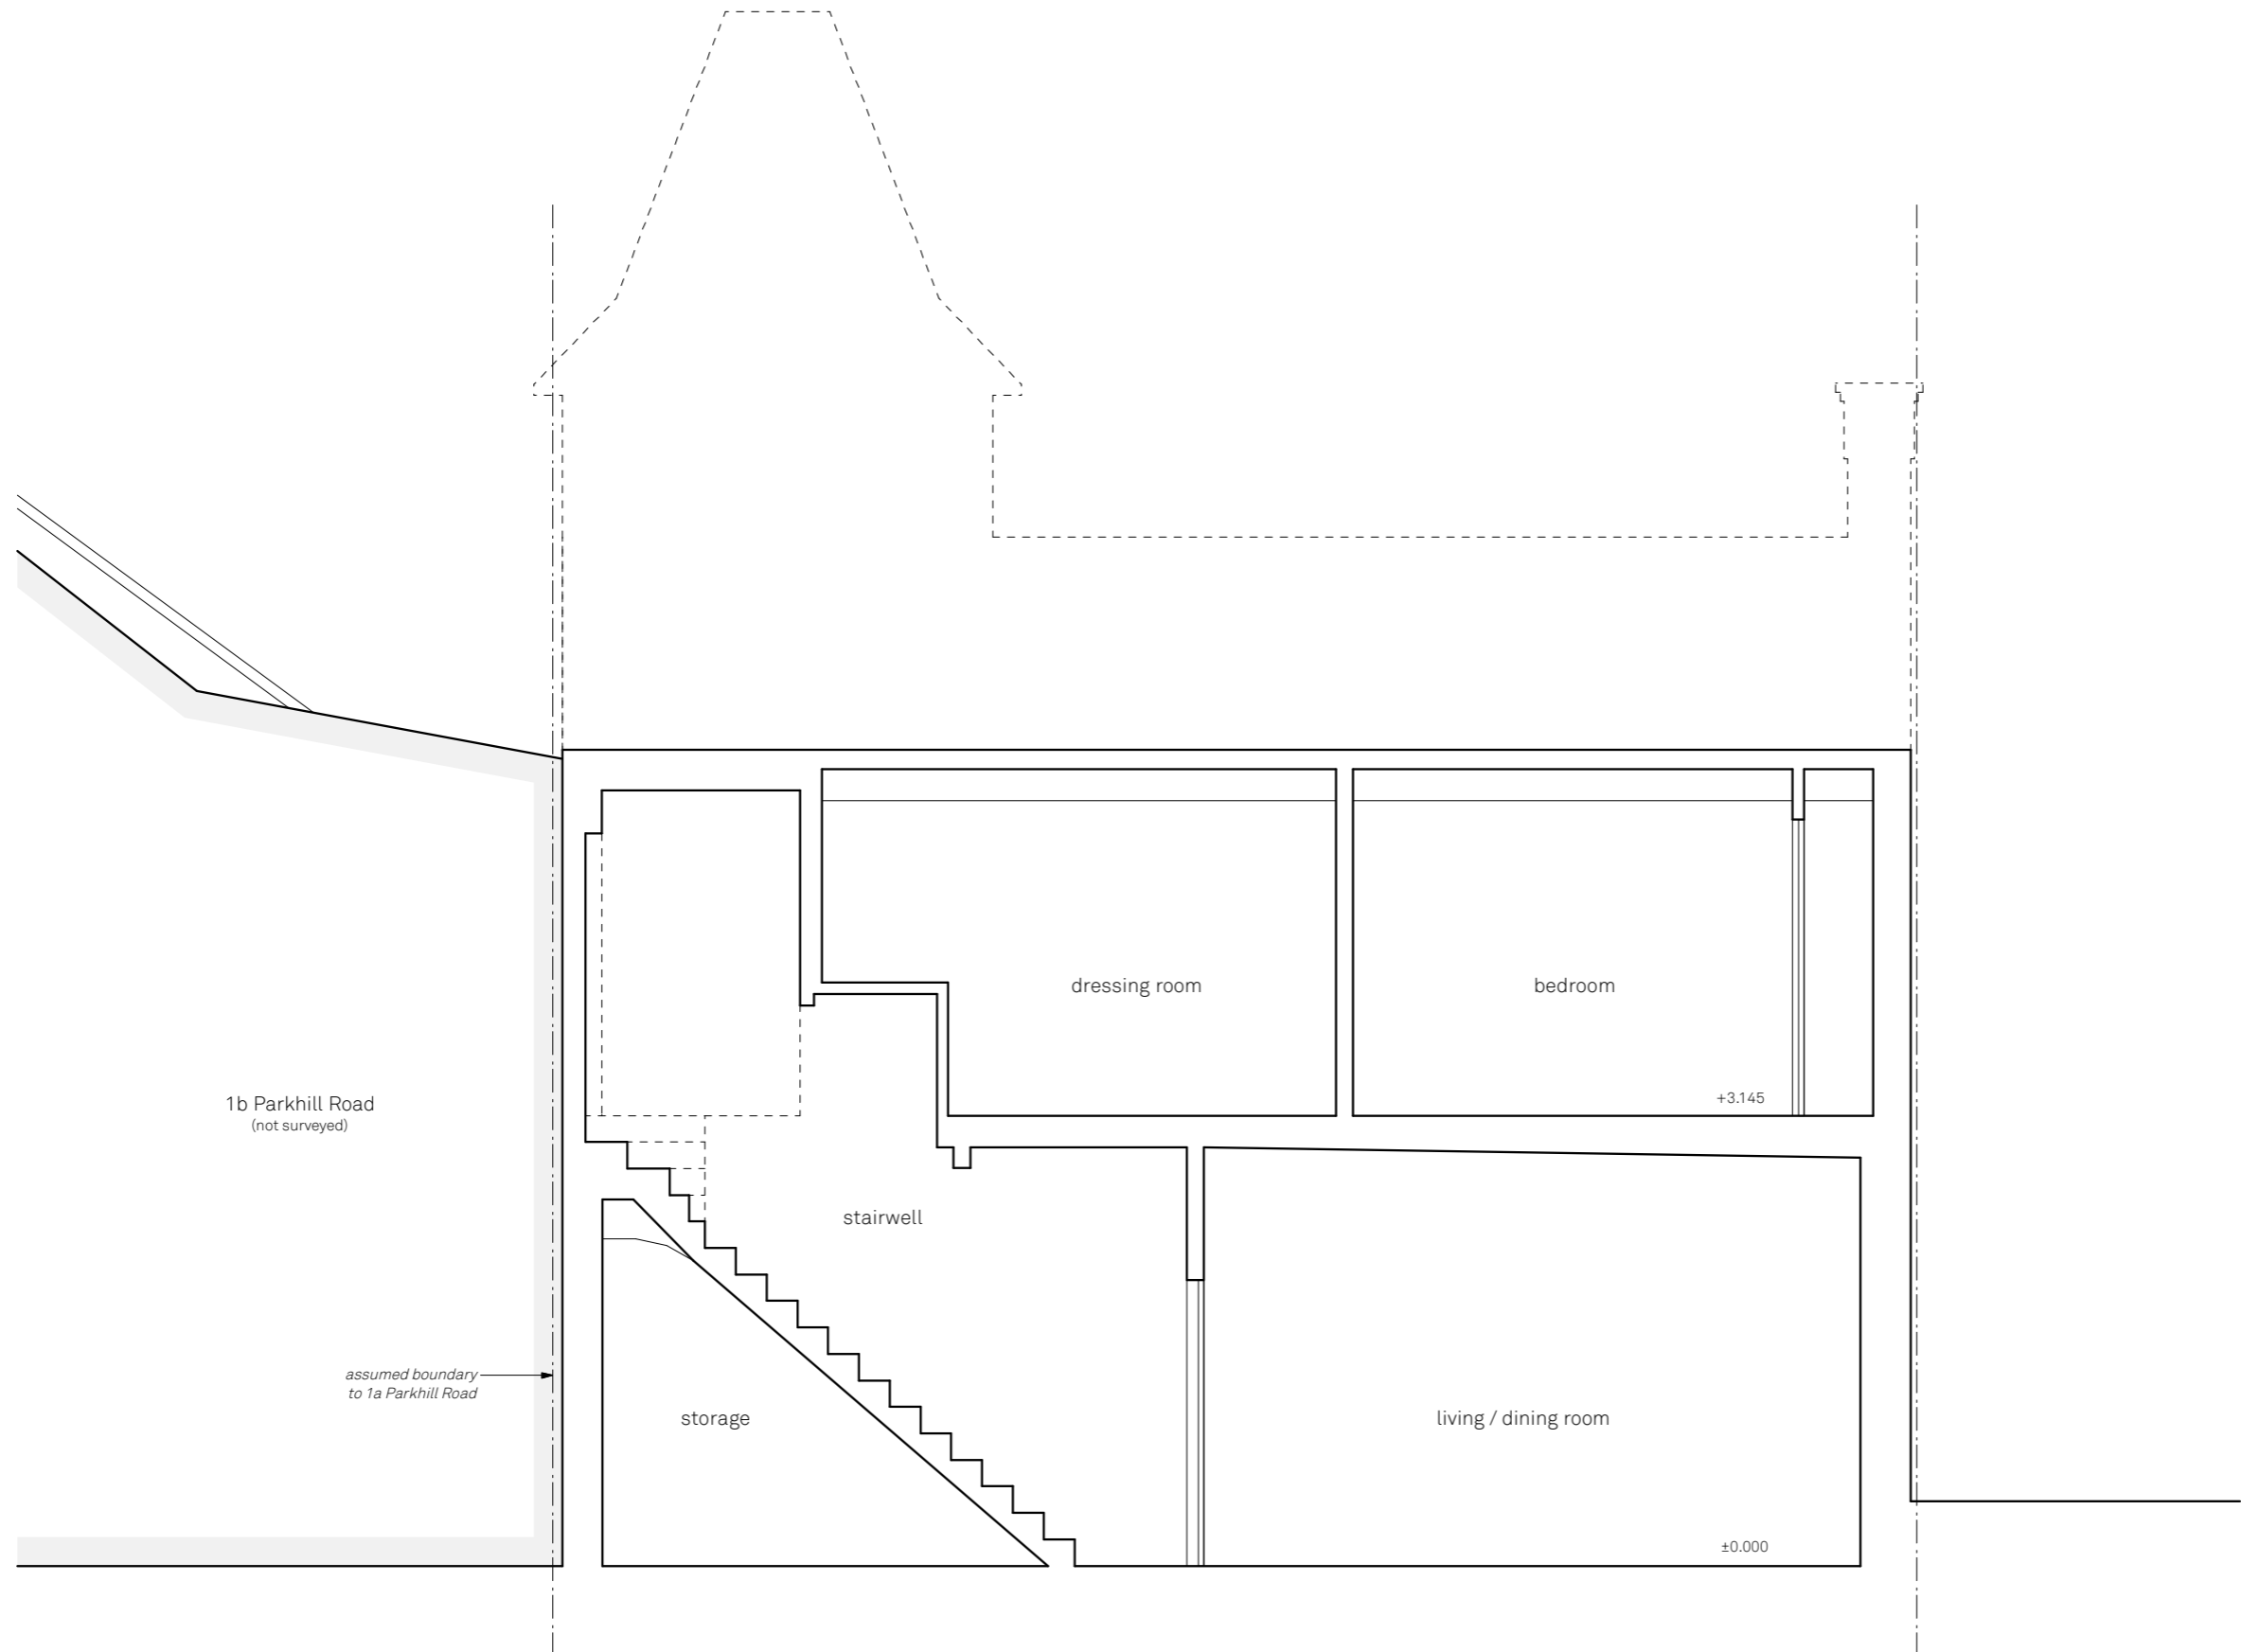 dressing room
bedroom
+3.145
1b Parkhill Road
(not surveyed)
stairwell
assumed boundary
to 1a Parkhill Road
storage
living / dining room
±0.000